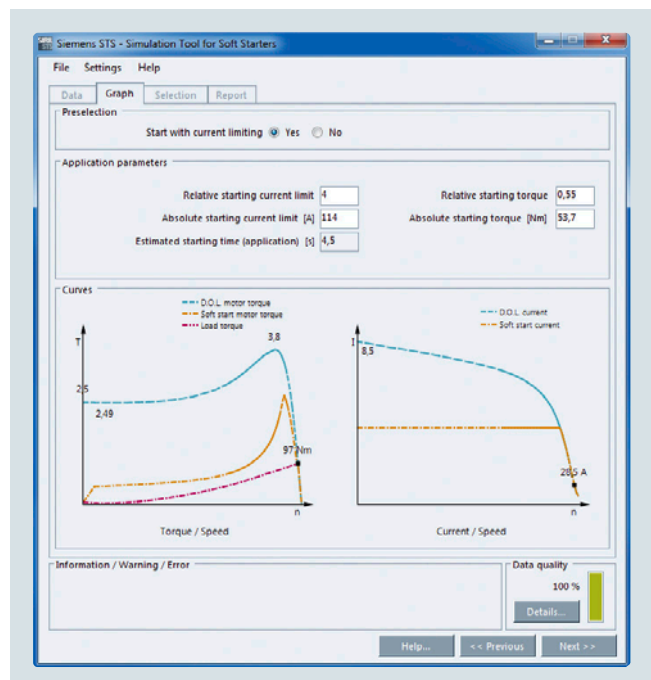 Siemens STS - Simulation Tool for Soft Starters
File Settings Help
Data Graph Selection Report
Preselection
Start with current limiting Yes No
Application parameters
Relative starting current limit 4 Relative starting torque 0,55
Absolute starting current limit [A] 114 Absolute starting torque [Nm] 53,7
Estimated starting time (application) [s] 4,5
Curves
D.O.L. motor torque
Soft start motor torque
Load torque
T
3,8
2,5
2,49
97 Nm
n
Torque / Speed
D.O.L. current
Soft start current
I
8,5
28,5 A
n
Current / Speed
Information / Warning / Error
Data quality
100 %
Details...
Help... << Previous Next >>